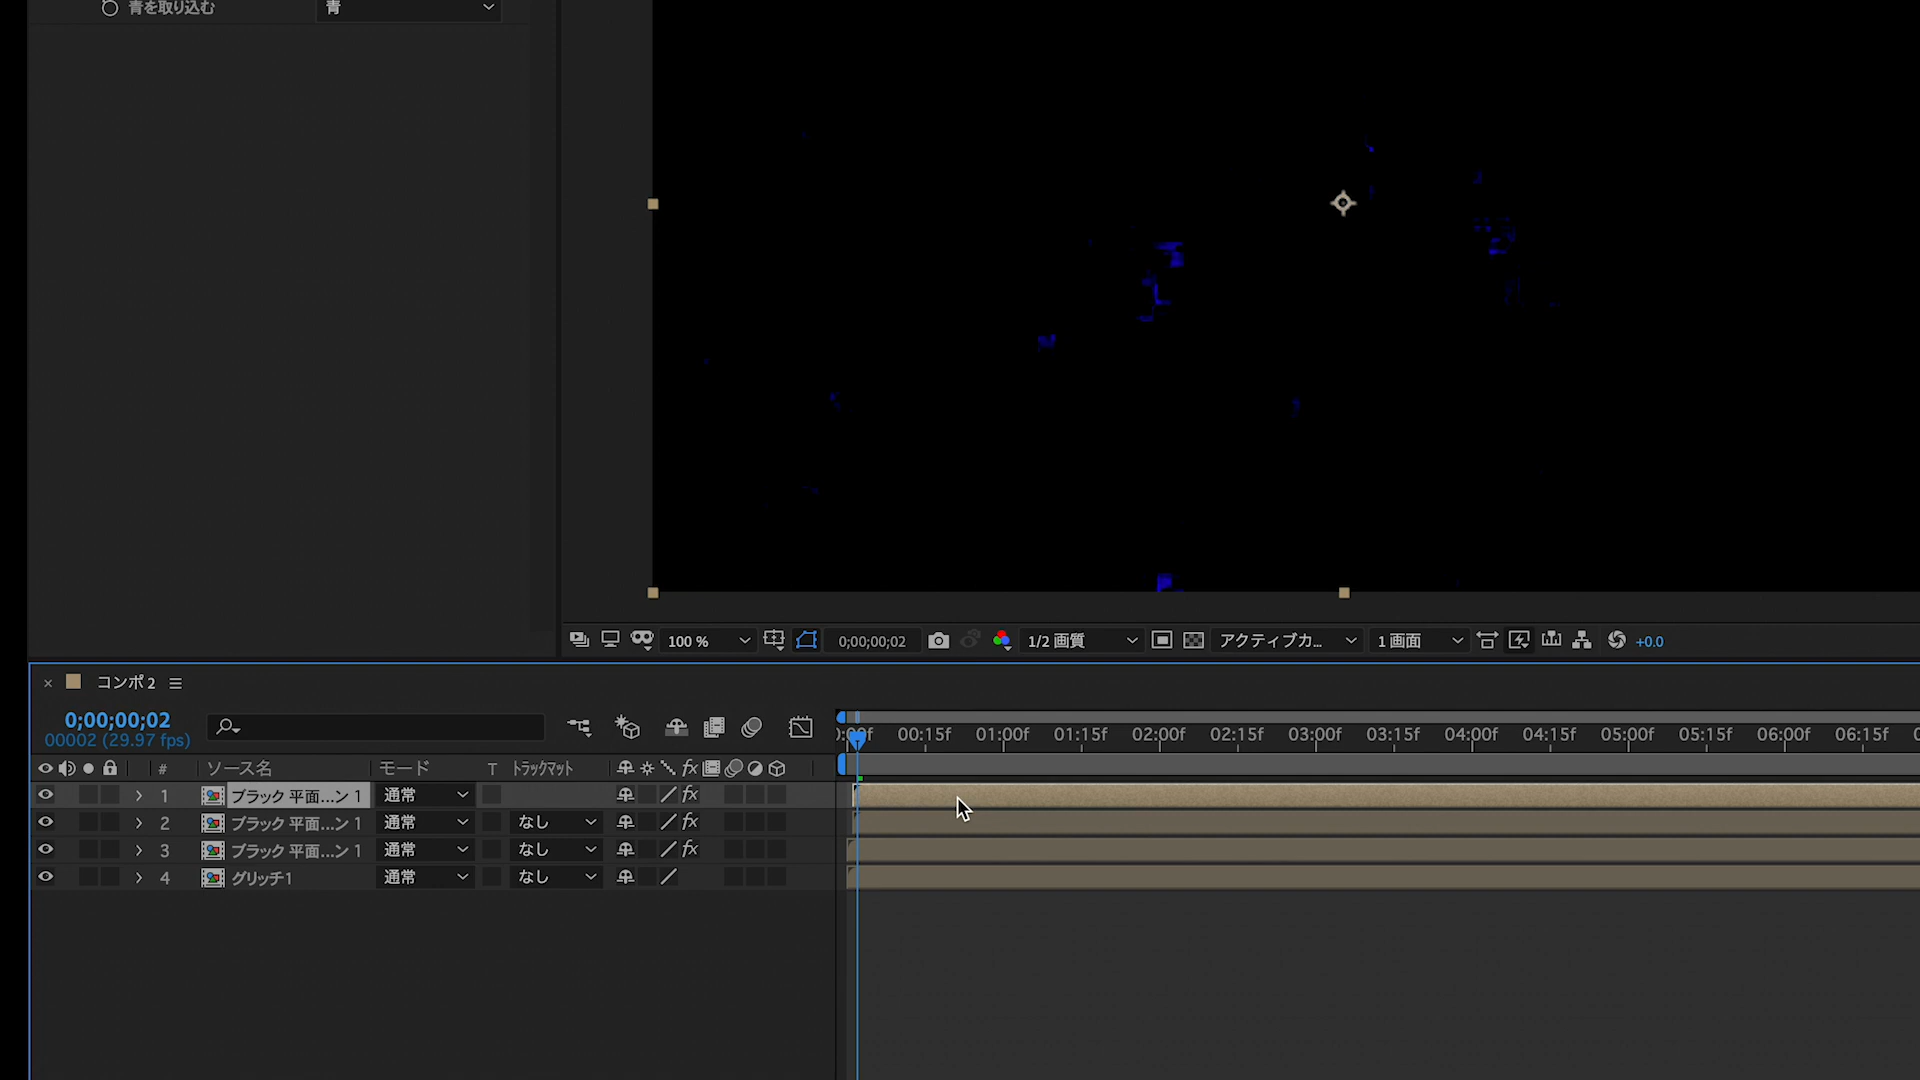 青を取り込む 青
100 % 0;00;00;02 1/2 画質 アクティブカ... 1 画面 +0.0
× コンポ 2
0;00;00;02
00002 (29.97 fps)
00f 00:15f 01:00f 01:15f 02:00f 02:15f 03:00f 03:15f 04:00f 04:15f 05:00f 05:15f 06:00f 06:15f
# ソース名 モード T トラックマット fx
1 ブラック 平面...ン 1 通常 fx
2 ブラック 平面...ン 1 通常 なし fx
3 ブラック 平面...ン 1 通常 なし fx
4 グリッチ1 通常 なし